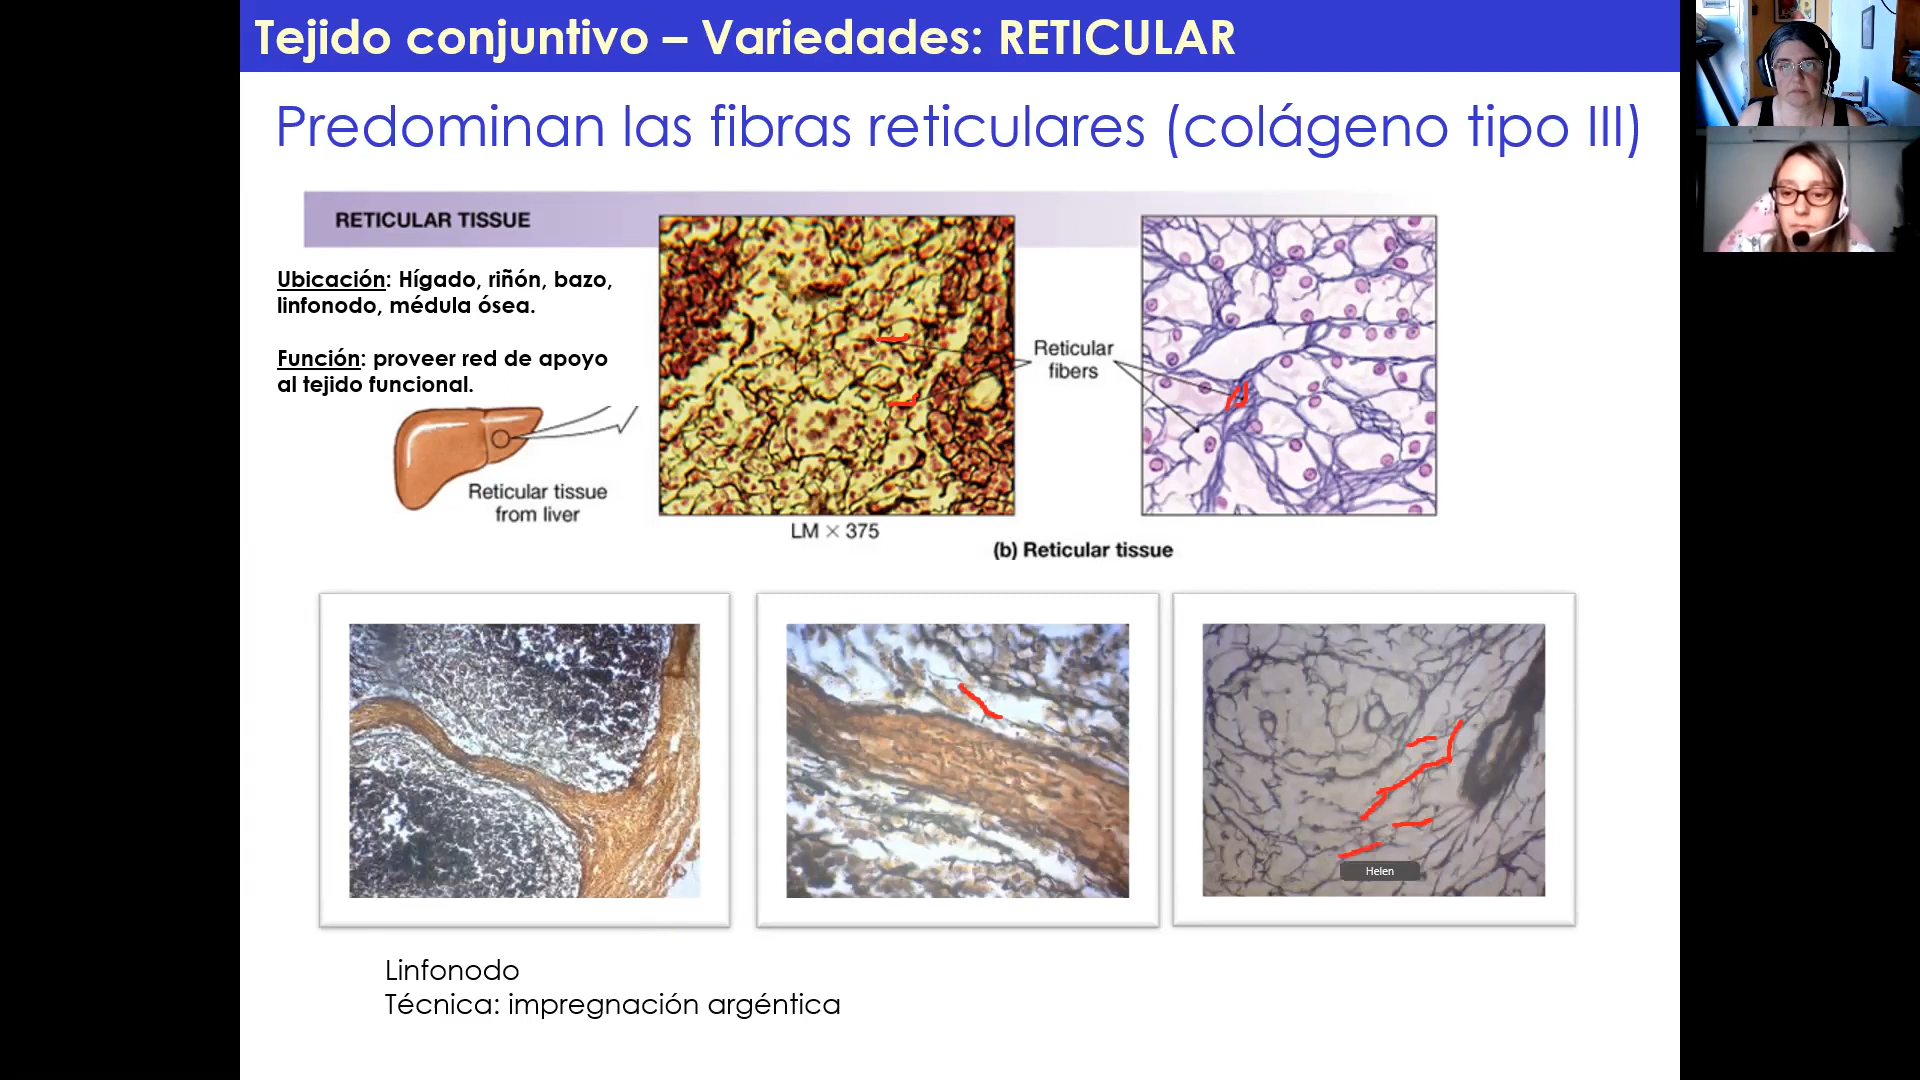 Tejido conjuntivo – Variedades: RETICULAR
Predominan las fibras reticulares (colágeno tipo III)
RETICULAR TISSUE
Ubicación: Hígado, riñón, bazo,
linfonodo, médula ósea.
Función: proveer red de apoyo
al tejido funcional.
Reticular
fibers
Reticular tissue
from liver
LM × 375
(b) Reticular tissue
Helen
Linfonodo
Técnica: impregnación argéntica